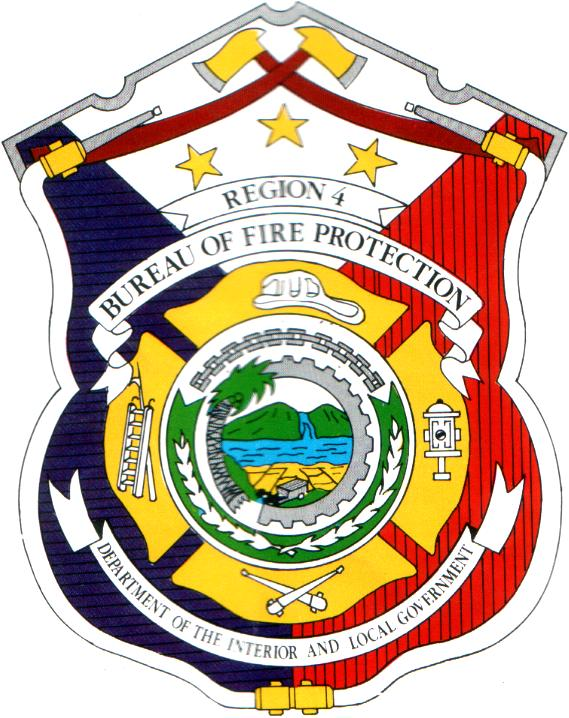 REGION 4
BUREAU OF FIRE PROTECTION
DEPARTMENT OF THE INTERIOR AND LOCAL GOVERNMENT